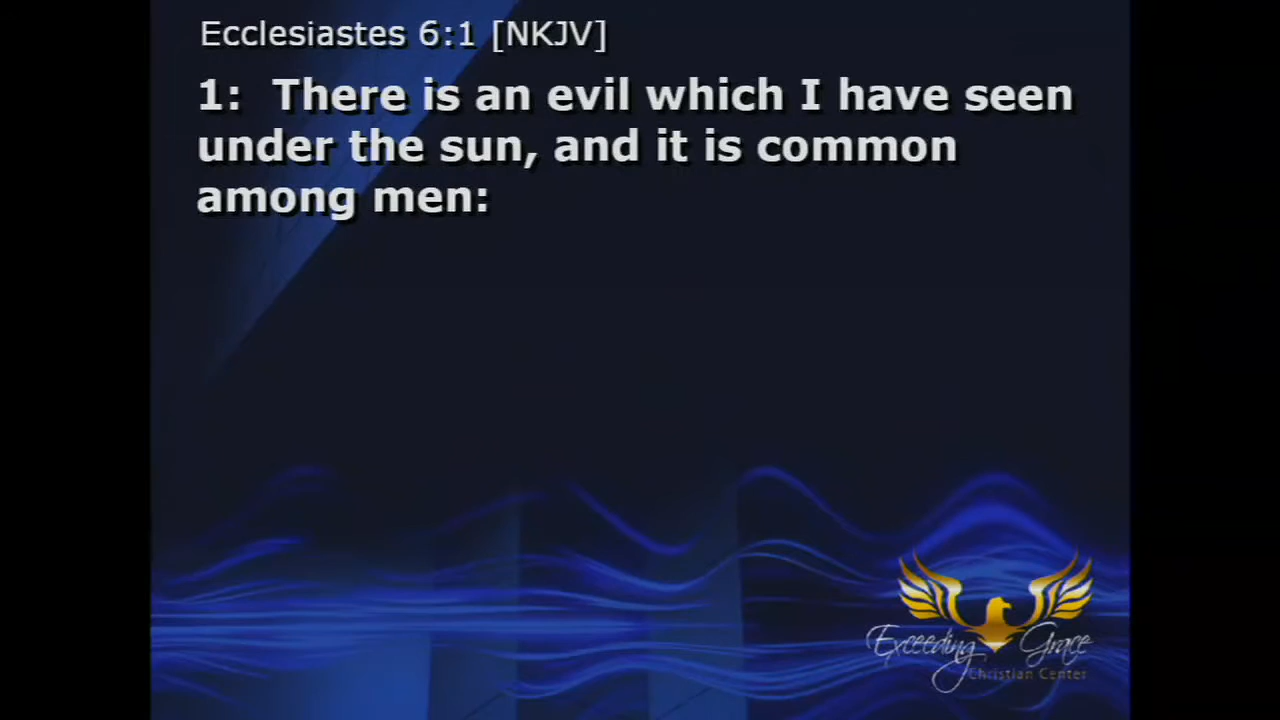 Ecclesiastes 6:1 [NKJV]
1: There is an evil which I have seen
under the sun, and it is common
among men:
Exceeding Grace
Christian Center